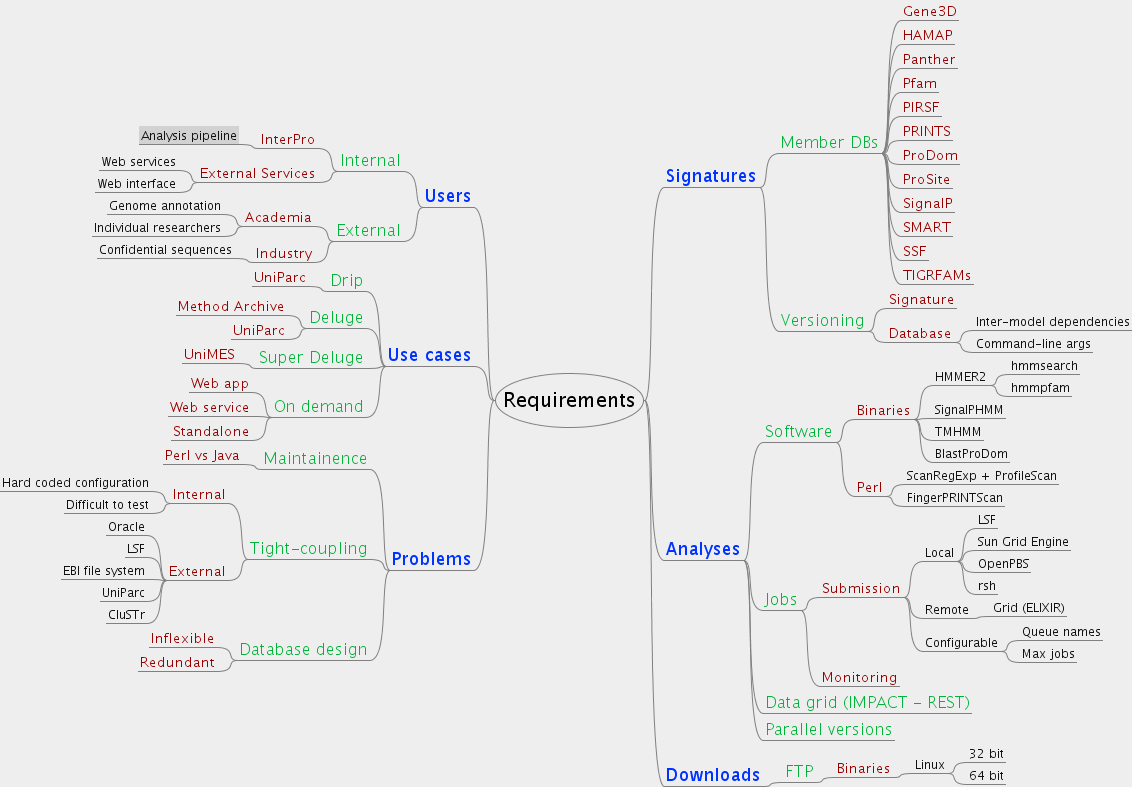 Requirements
Users
Internal
InterPro
Analysis pipeline
External Services
Web services
Web interface
External
Academia
Genome annotation
Individual researchers
Industry
Confidential sequences
Use cases
Drip
UniParc
Deluge
Method Archive
UniParc
Super Deluge
UniMES
On demand
Web app
Web service
Standalone
Problems
Maintainence
Perl vs Java
Tight-coupling
Internal
Hard coded configuration
Difficult to test
External
Oracle
LSF
EBI file system
UniParc
CluSTr
Database design
Inflexible
Redundant
Signatures
Member DBs
Gene3D
HAMAP
Panther
Pfam
PIRSF
PRINTS
ProDom
ProSite
SignalP
SMART
SSF
TIGRFAMs
Versioning
Signature
Database
Inter-model dependencies
Command-line args
Analyses
Software
Binaries
HMMER2
hmmsearch
hmmpfam
SignalPHMM
TMHMM
BlastProDom
Perl
ScanRegExp + ProfileScan
FingerPRINTScan
Jobs
Submission
Local
LSF
Sun Grid Engine
OpenPBS
rsh
Remote
Grid (ELIXIR)
Configurable
Queue names
Max jobs
Monitoring
Data grid (IMPACT - REST)
Parallel versions
Downloads
FTP
Binaries
Linux
32 bit
64 bit